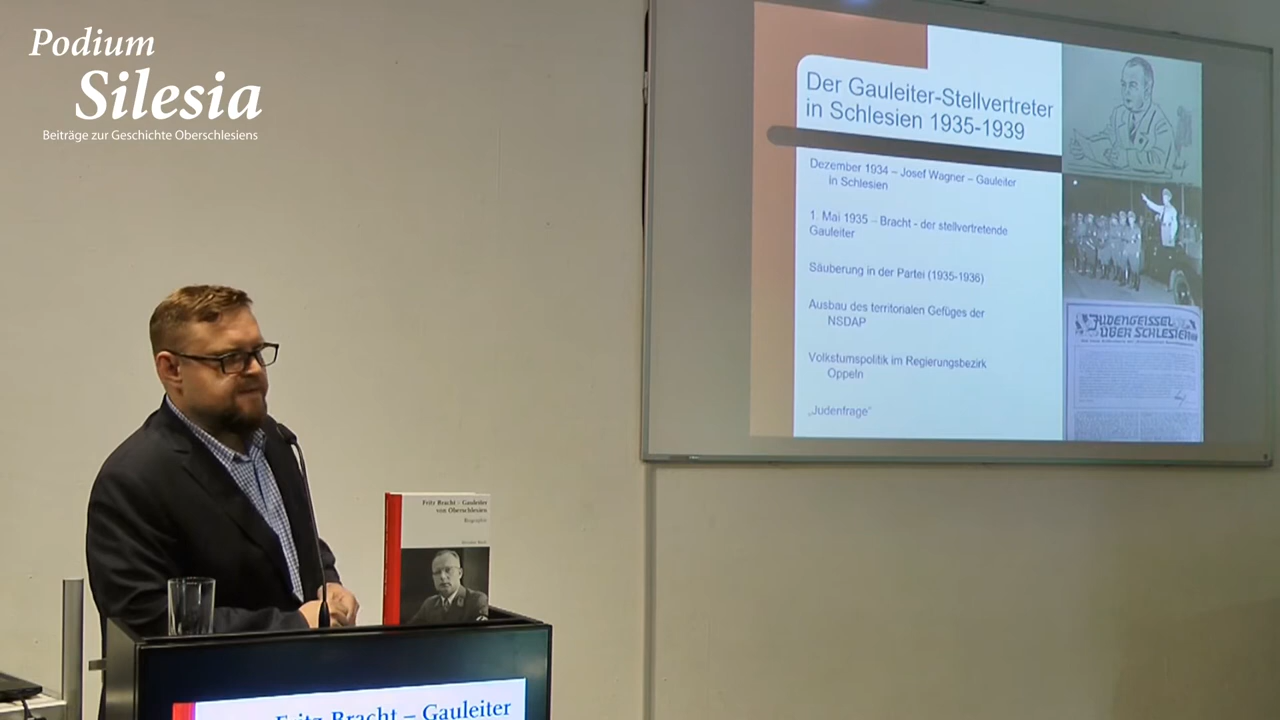 Podium
Silesia
Beiträge zur Geschichte Oberschlesiens
Der Gauleiter-Stellvertreter
in Schlesien 1935-1939
Dezember 1934 – Josef Wagner – Gauleiter
in Schlesien
1. Mai 1935 – Bracht - der stellvertretende
Gauleiter
Säuberung in der Partei (1935-1936)
Ausbau des territorialen Gefüges der
NSDAP
Volkstumspolitik im Regierungsbezirk
Oppeln
„Judenfrage“
JUDENGEISSEL
ÜBER SCHLESIEN
Fritz Bracht – Gauleiter
von Oberschlesien
Biographie
Fritz Bracht – Gauleiter